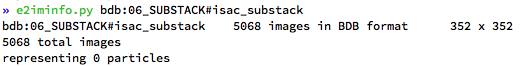 » e2iminfo.py bdb:06_SUBSTACK#isac_substack
bdb:06_SUBSTACK#isac_substack    5068 images in BDB format      352 x 352
5068 total images
representing 0 particles